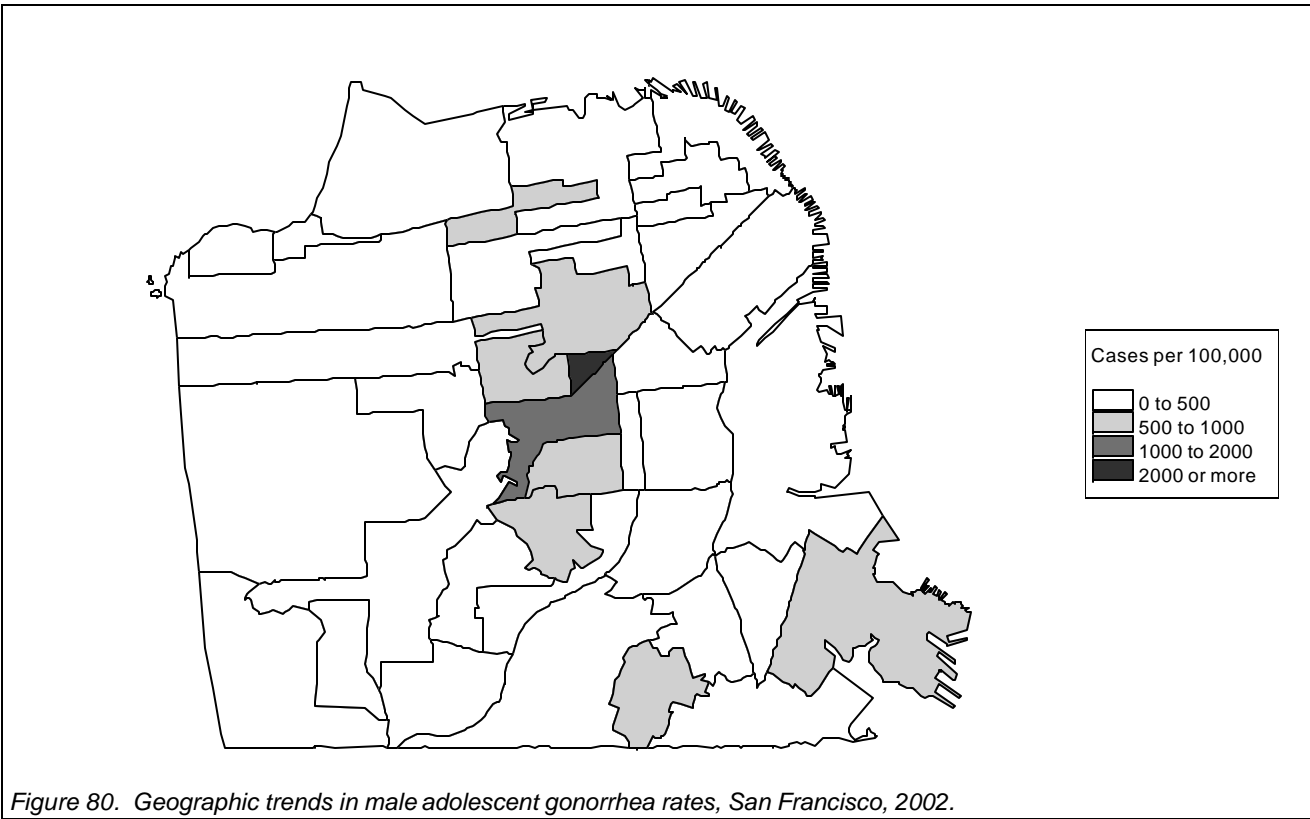 Cases per 100,000
0 to 500
500 to 1000
1000 to 2000
2000 or more
Figure 80. Geographic trends in male adolescent gonorrhea rates, San Francisco, 2002.